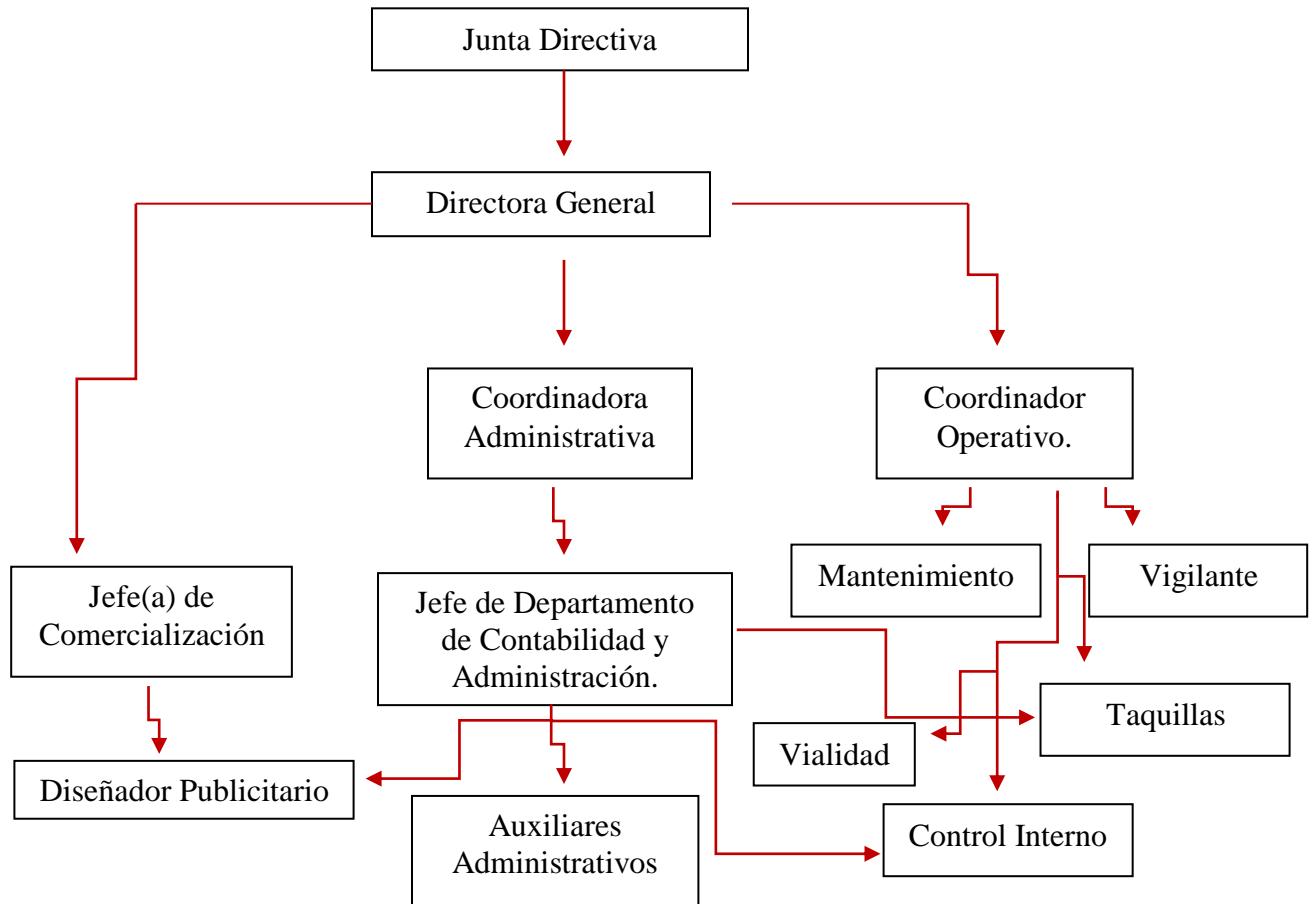 Junta Directiva
Directora General
Coordinadora
Administrativa
Coordinador
Operativo.
Mantenimiento
Vigilante
Jefe(a) de
Comercialización
Jefe de Departamento
de Contabilidad y
Administración.
Taquillas
Vialidad
Diseñador Publicitario
Auxiliares
Administrativos
Control Interno